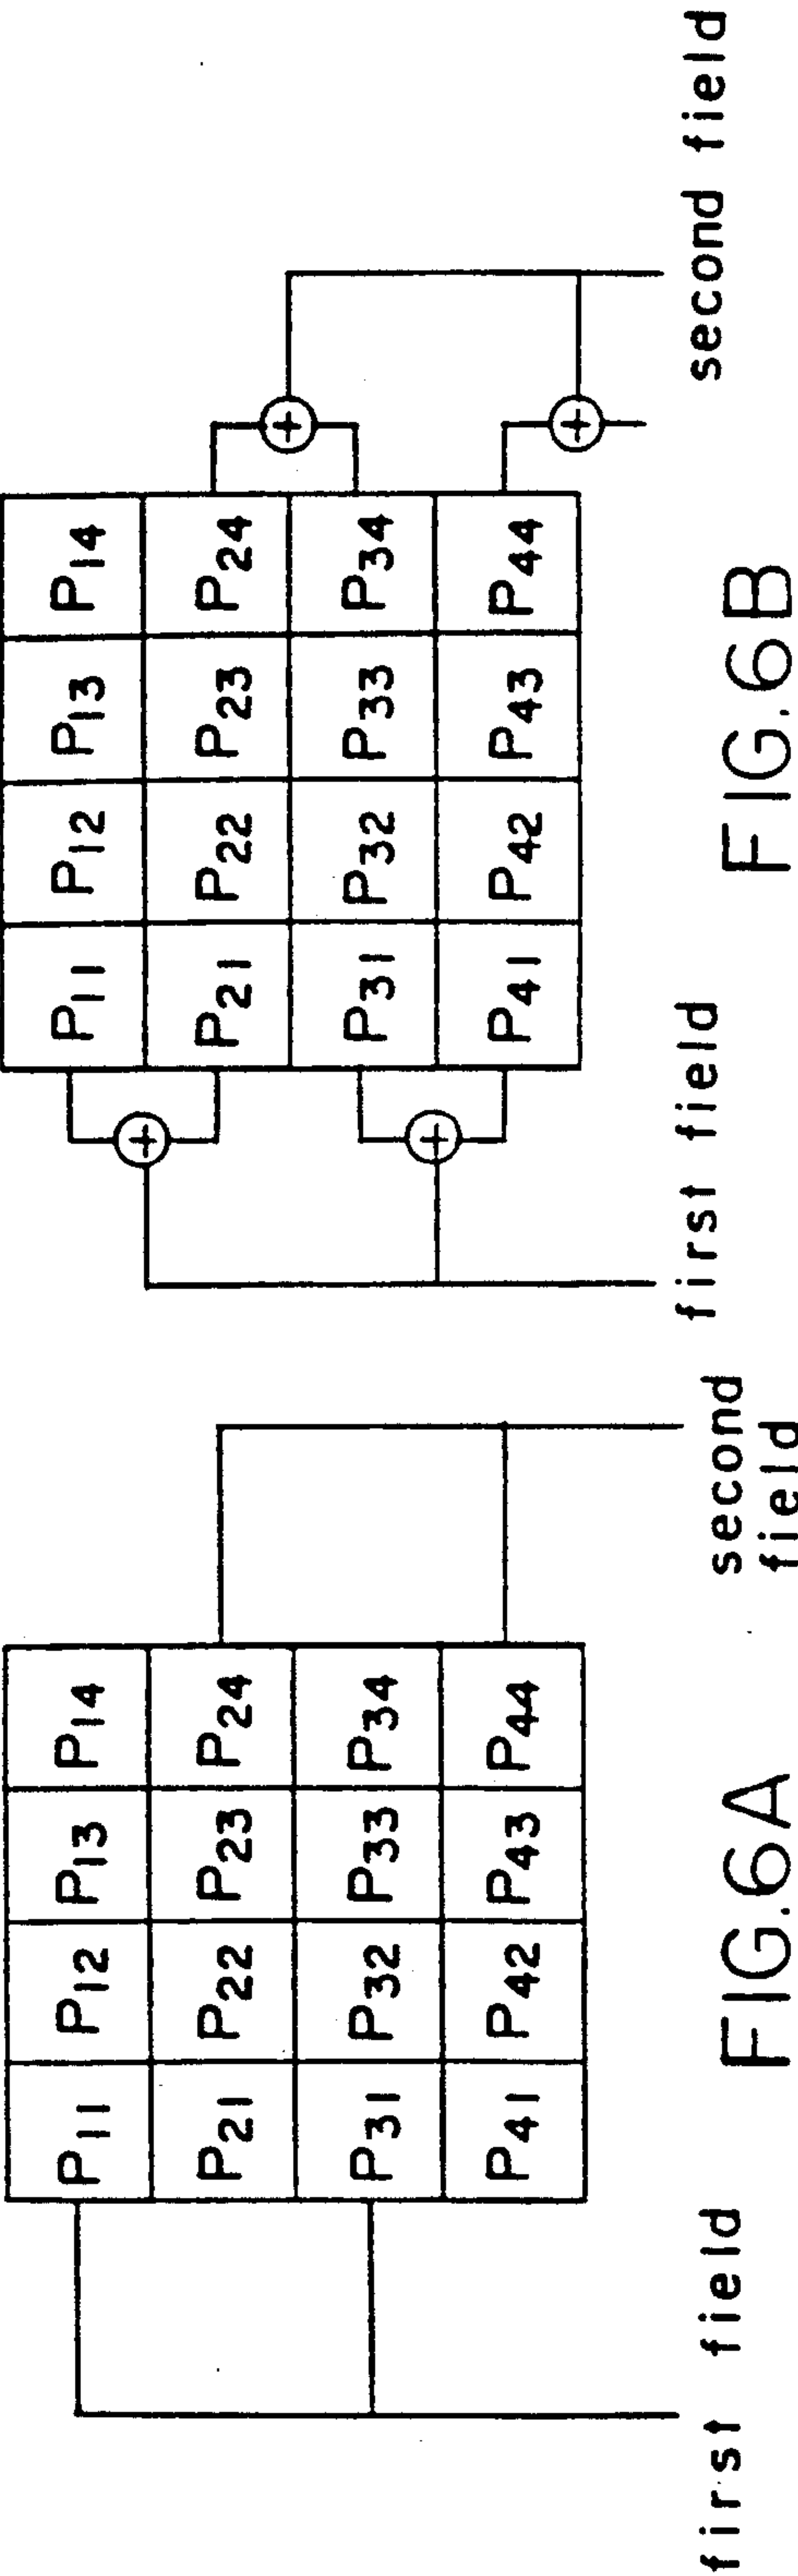 P11 P12 P13 P14
P21 P22 P23 P24
P31 P32 P33 P34
P41 P42 P43 P44
first field
second
field
FIG.6A
P11 P12 P13 P14
P21 P22 P23 P24
P31 P32 P33 P34
P41 P42 P43 P44
+
+
+
+
first field
second field
FIG.6B